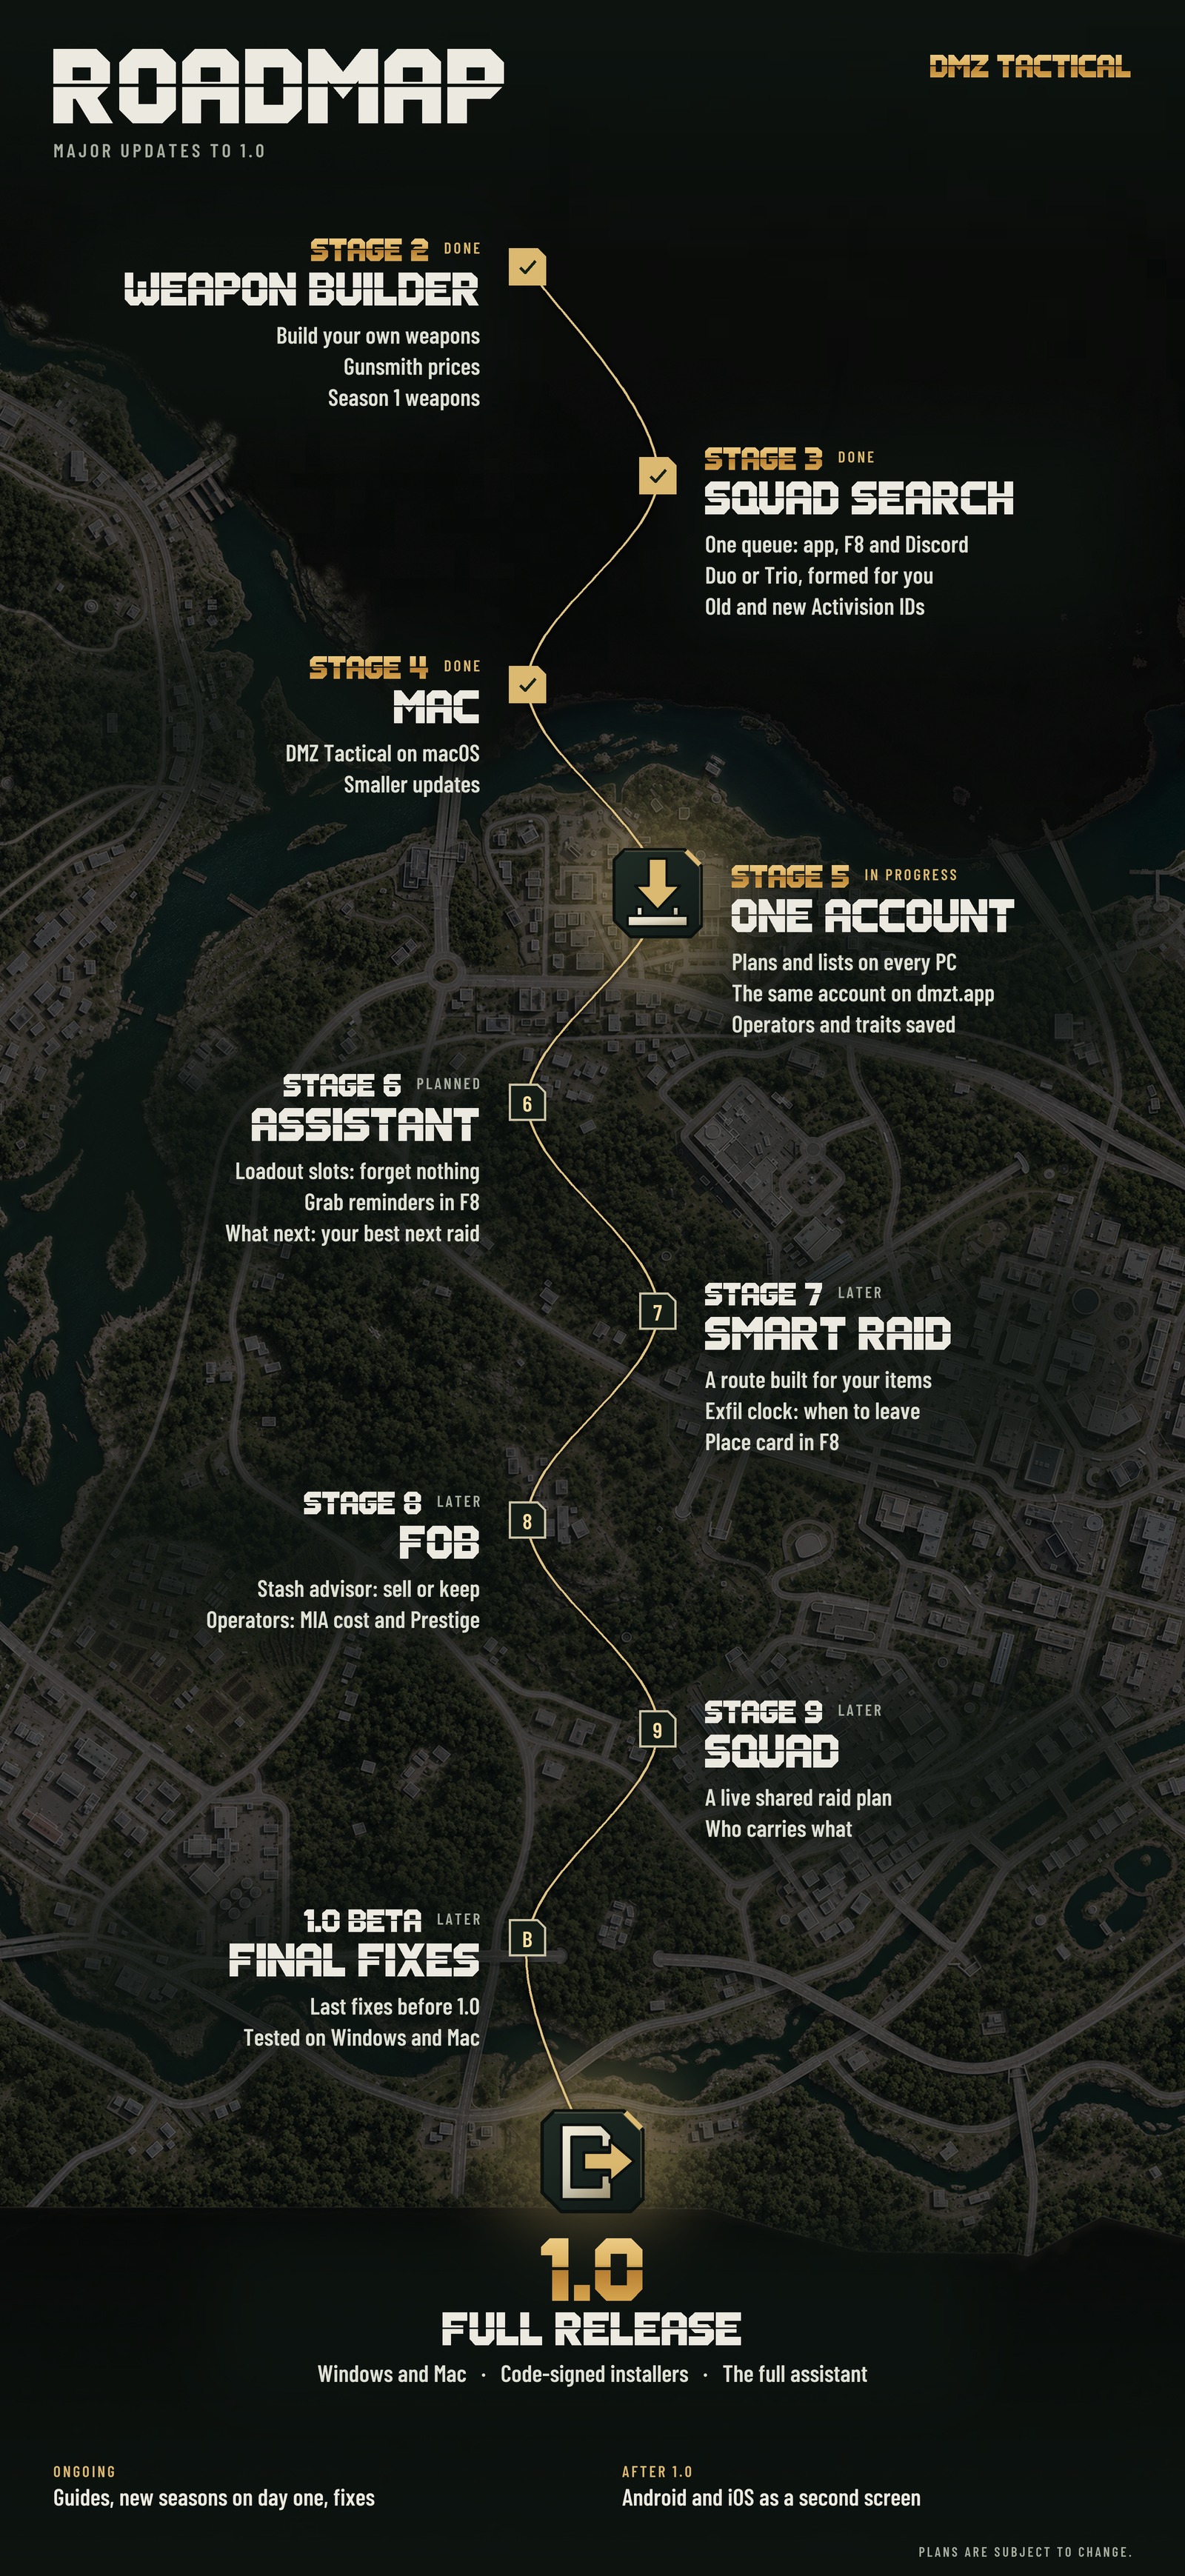 ROADMAP
DMZ TACTICAL
MAJOR UPDATES TO 1.0
STAGE 2 DONE
WEAPON BUILDER
Build your own weapons
Gunsmith prices
Season 1 weapons
STAGE 3 DONE
SQUAD SEARCH
One queue: app, F8 and Discord
Duo or Trio, formed for you
Old and new Activision IDs
STAGE 4 DONE
MAC
DMZ Tactical on macOS
Smaller updates
STAGE 5 IN PROGRESS
ONE ACCOUNT
Plans and lists on every PC
The same account on dmzt.app
Operators and traits saved
STAGE 6 PLANNED
6
ASSISTANT
Loadout slots: forget nothing
Grab reminders in F8
What next: your best next raid
STAGE 7 LATER
7
SMART RAID
A route built for your items
Exfil clock: when to leave
Place card in F8
STAGE 8 LATER
8
FOB
Stash advisor: sell or keep
Operators: MIA cost and Prestige
STAGE 9 LATER
9
SQUAD
A live shared raid plan
Who carries what
1.0 BETA LATER
B
FINAL FIXES
Last fixes before 1.0
Tested on Windows and Mac
1.0
FULL RELEASE
Windows and Mac · Code-signed installers · The full assistant
ONGOING
Guides, new seasons on day one, fixes
AFTER 1.0
Android and iOS as a second screen
PLANS ARE SUBJECT TO CHANGE.